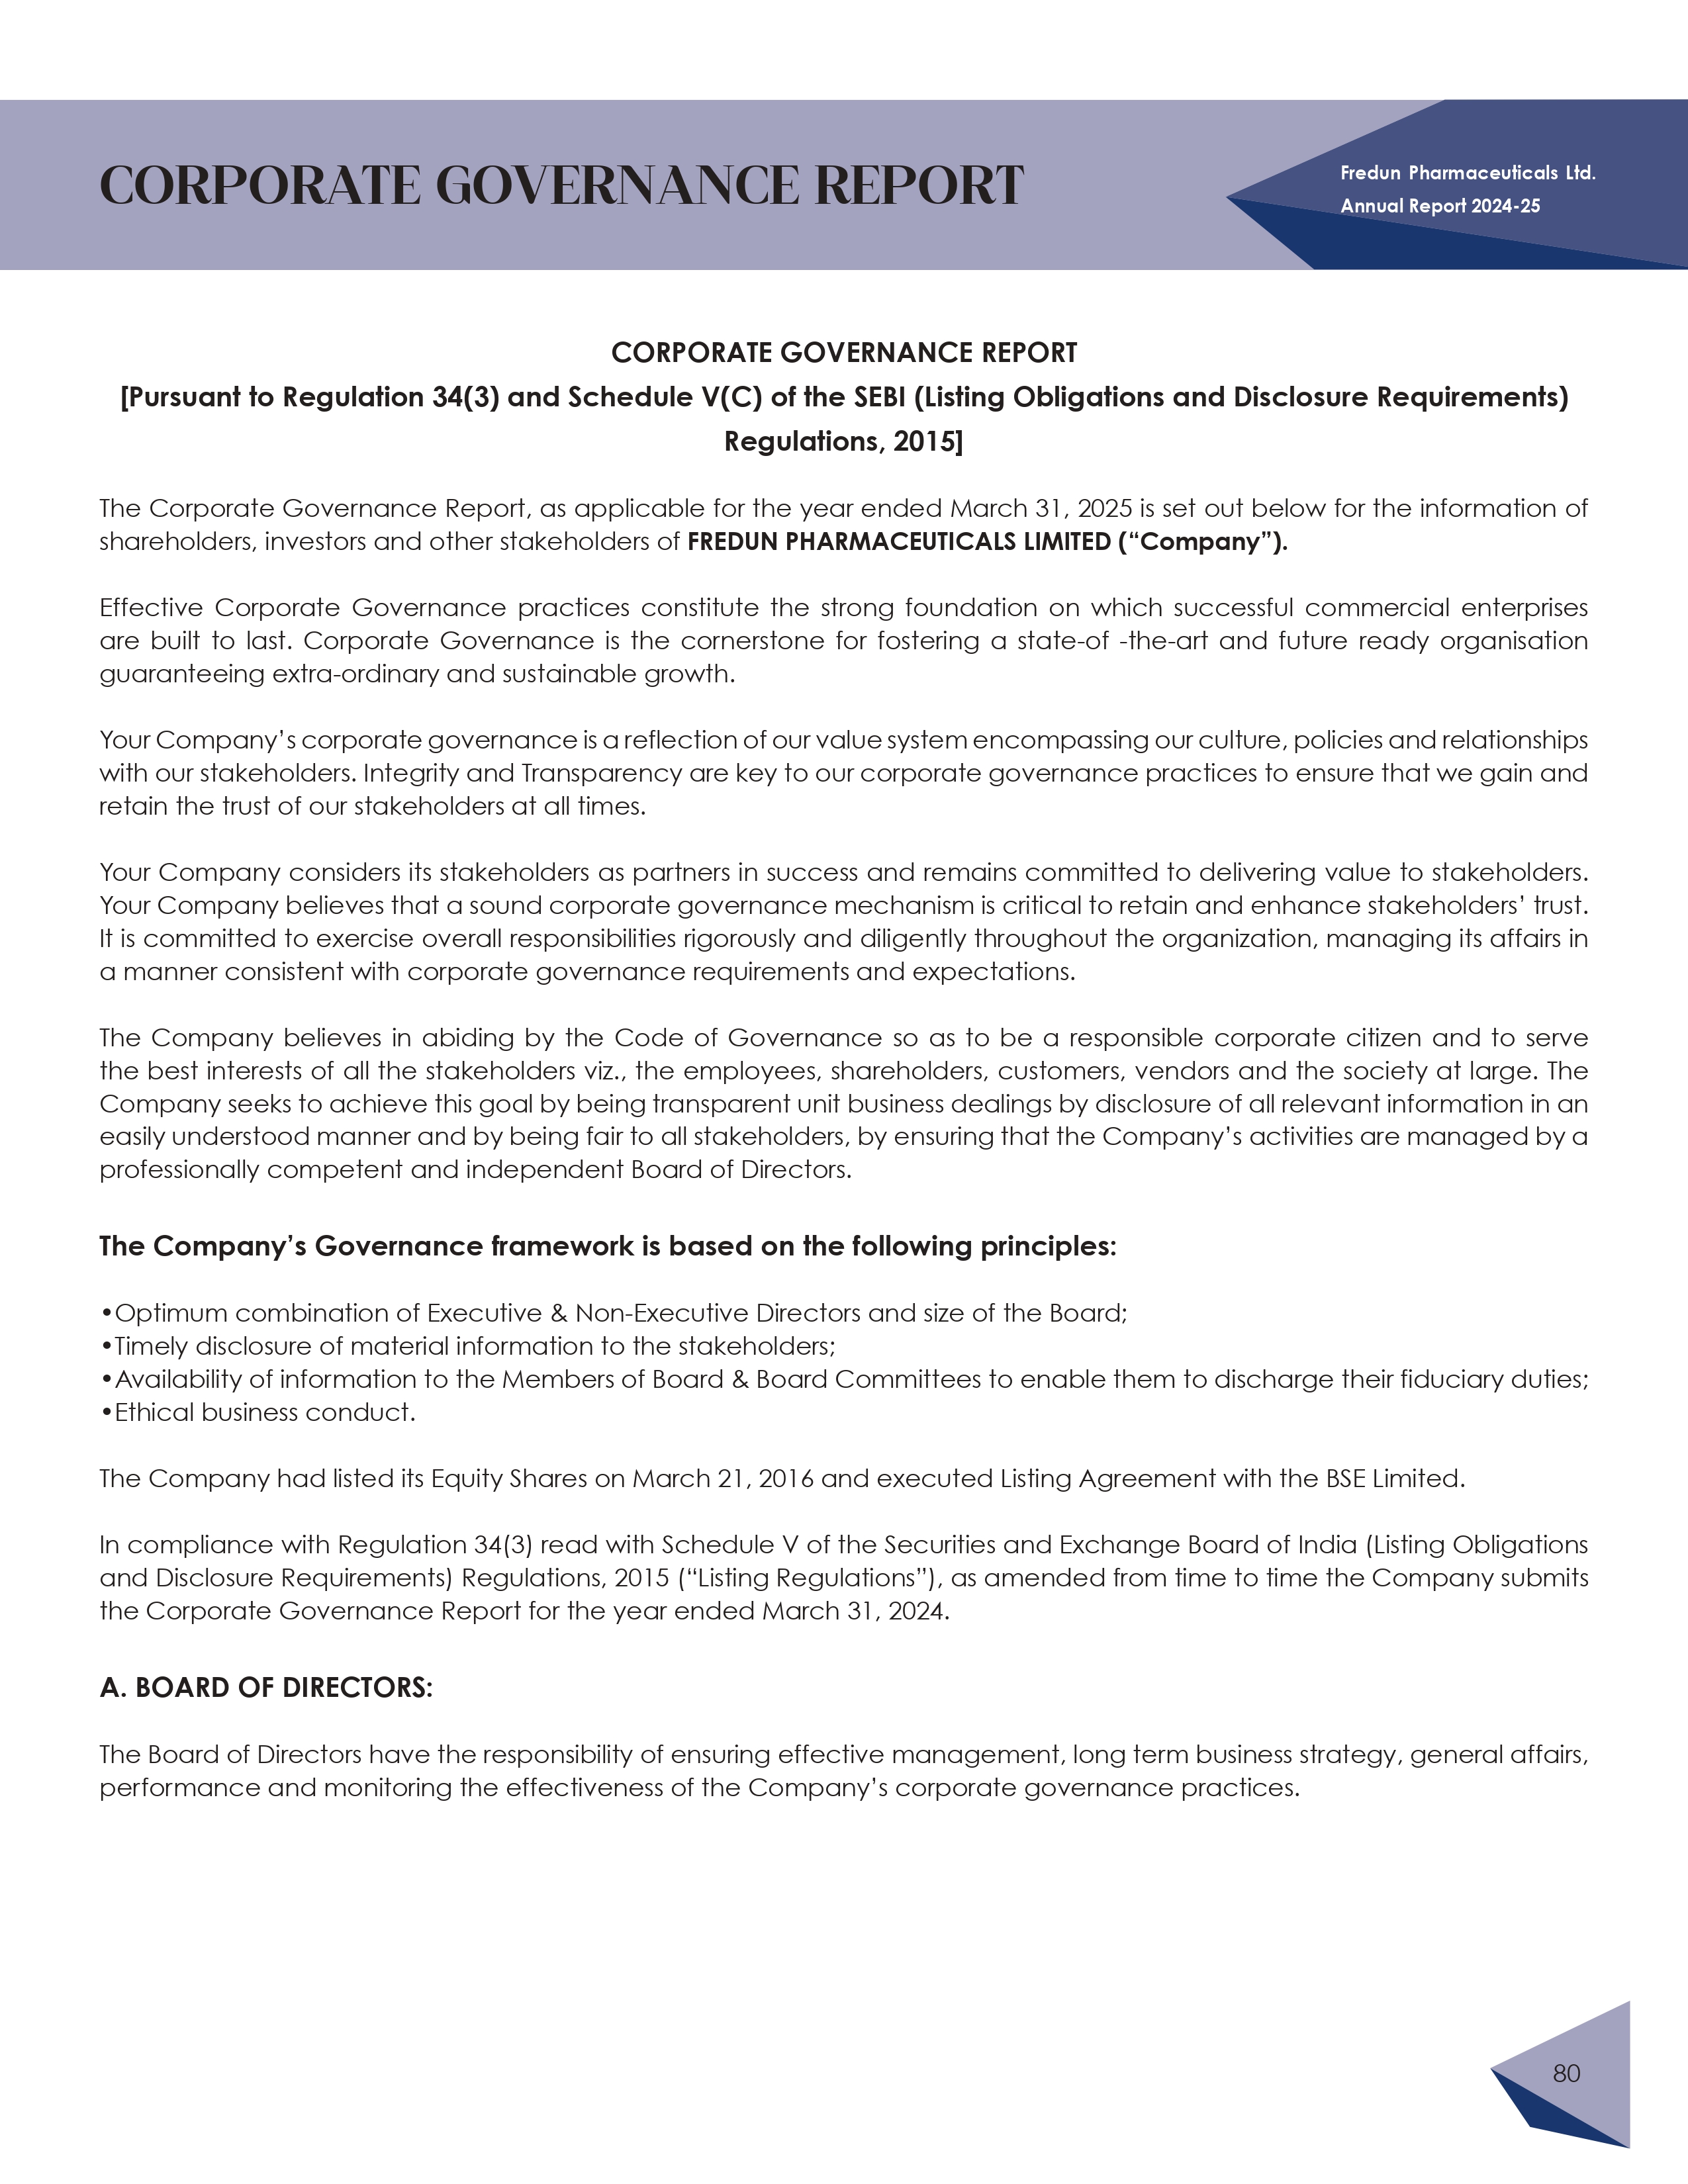 CORPORATE GOVERNANCE REPORT
Fredun Pharmaceuticals Ltd.
Annual Report 2024-25
CORPORATE GOVERNANCE REPORT
[Pursuant to Regulation 34(3) and Schedule V(C) of the SEBI (Listing Obligations and Disclosure Requirements)
Regulations, 2015]
The Corporate Governance Report, as applicable for the year ended March 31, 2025 is set out below for the information of
shareholders, investors and other stakeholders of FREDUN PHARMACEUTICALS LIMITED (“Company”).
Effective Corporate Governance practices constitute the strong foundation on which successful commercial enterprises
are built to last. Corporate Governance is the cornerstone for fostering a state-of -the-art and future ready organisation
guaranteeing extra-ordinary and sustainable growth.
Your Company’s corporate governance is a reflection of our value system encompassing our culture, policies and relationships
with our stakeholders. Integrity and Transparency are key to our corporate governance practices to ensure that we gain and
retain the trust of our stakeholders at all times.
Your Company considers its stakeholders as partners in success and remains committed to delivering value to stakeholders.
Your Company believes that a sound corporate governance mechanism is critical to retain and enhance stakeholders’ trust.
It is committed to exercise overall responsibilities rigorously and diligently throughout the organization, managing its affairs in
a manner consistent with corporate governance requirements and expectations.
The Company believes in abiding by the Code of Governance so as to be a responsible corporate citizen and to serve
the best interests of all the stakeholders viz., the employees, shareholders, customers, vendors and the society at large. The
Company seeks to achieve this goal by being transparent unit business dealings by disclosure of all relevant information in an
easily understood manner and by being fair to all stakeholders, by ensuring that the Company’s activities are managed by a
professionally competent and independent Board of Directors.
The Company’s Governance framework is based on the following principles:
•Optimum combination of Executive & Non-Executive Directors and size of the Board;
•Timely disclosure of material information to the stakeholders;
•Availability of information to the Members of Board & Board Committees to enable them to discharge their fiduciary duties;
•Ethical business conduct.
The Company had listed its Equity Shares on March 21, 2016 and executed Listing Agreement with the BSE Limited.
In compliance with Regulation 34(3) read with Schedule V of the Securities and Exchange Board of India (Listing Obligations
and Disclosure Requirements) Regulations, 2015 (“Listing Regulations”), as amended from time to time the Company submits
the Corporate Governance Report for the year ended March 31, 2024.
A. BOARD OF DIRECTORS:
The Board of Directors have the responsibility of ensuring effective management, long term business strategy, general affairs,
performance and monitoring the effectiveness of the Company’s corporate governance practices.
80